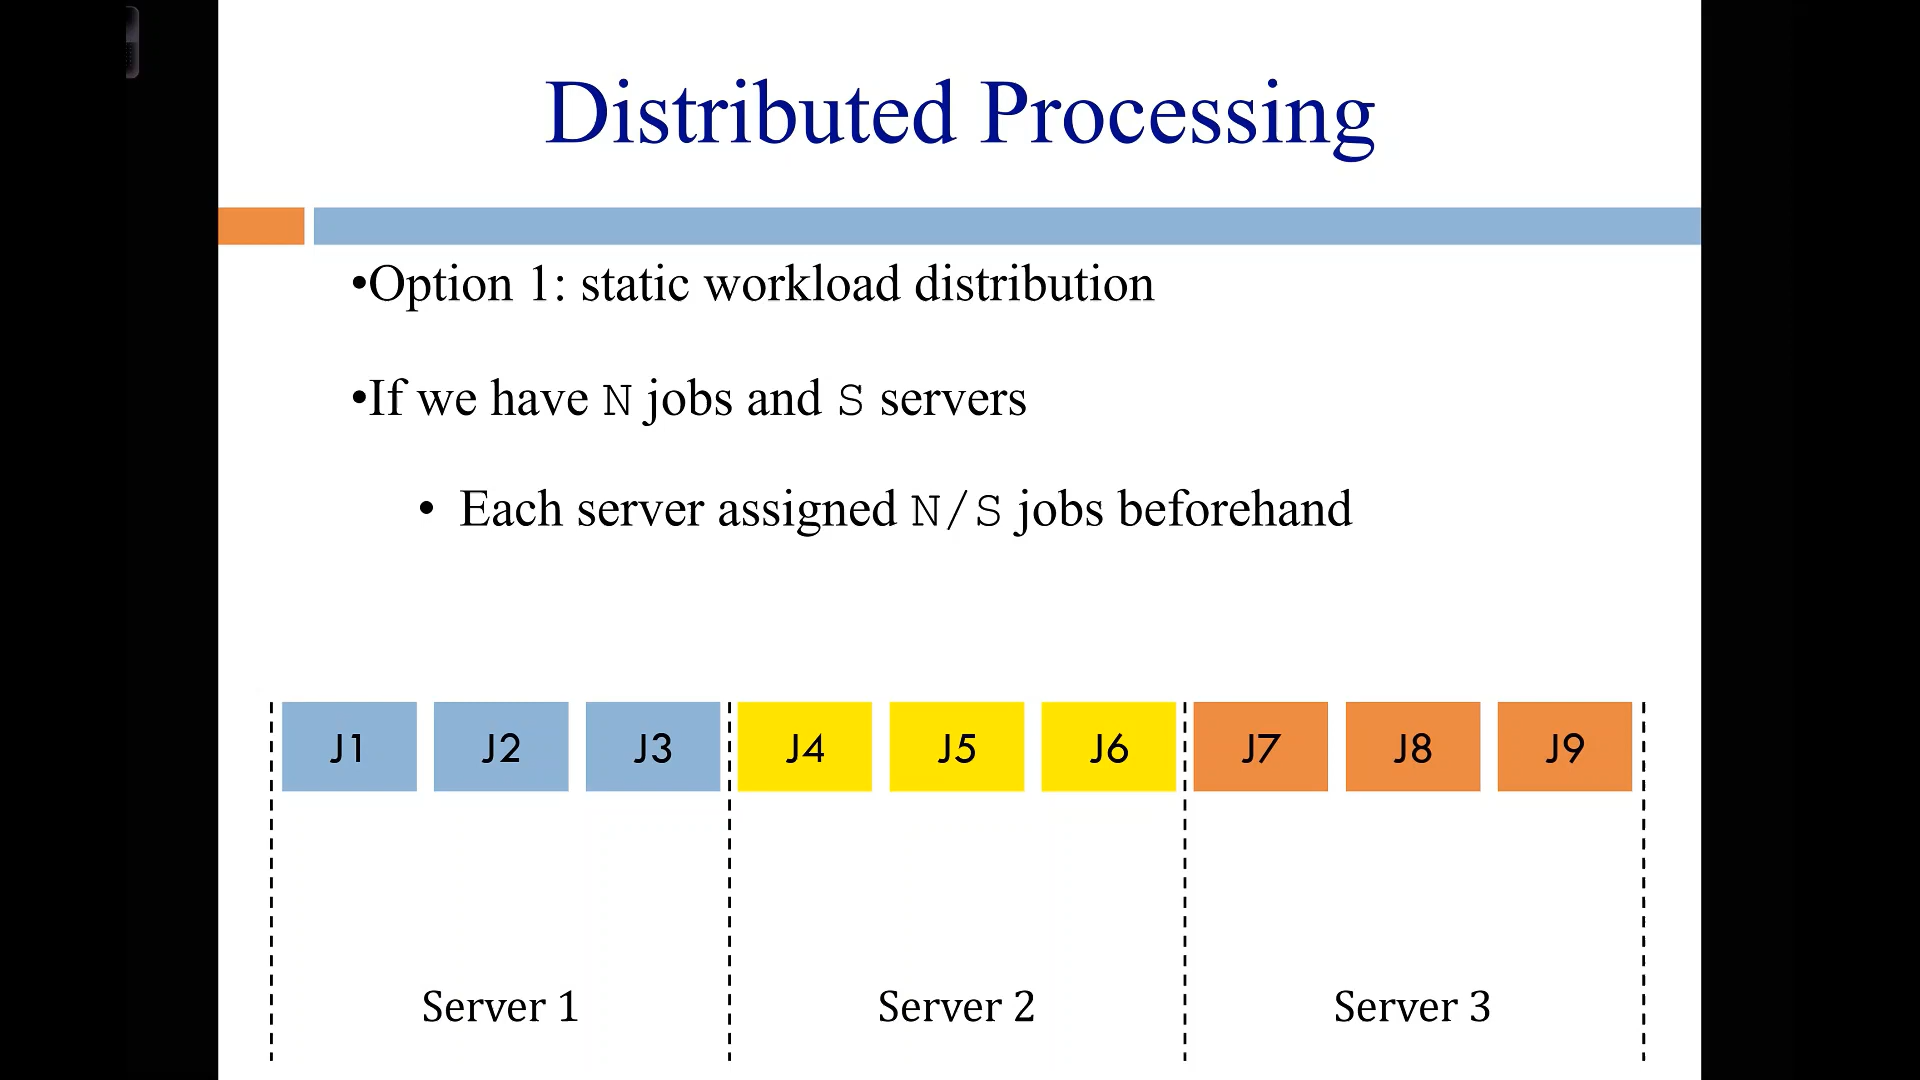 Distributed Processing
•Option 1: static workload distribution
•If we have N jobs and S servers
• Each server assigned N/S jobs beforehand
J1 J2 J3 J4 J5 J6 J7 J8 J9
Server 1 Server 2 Server 3